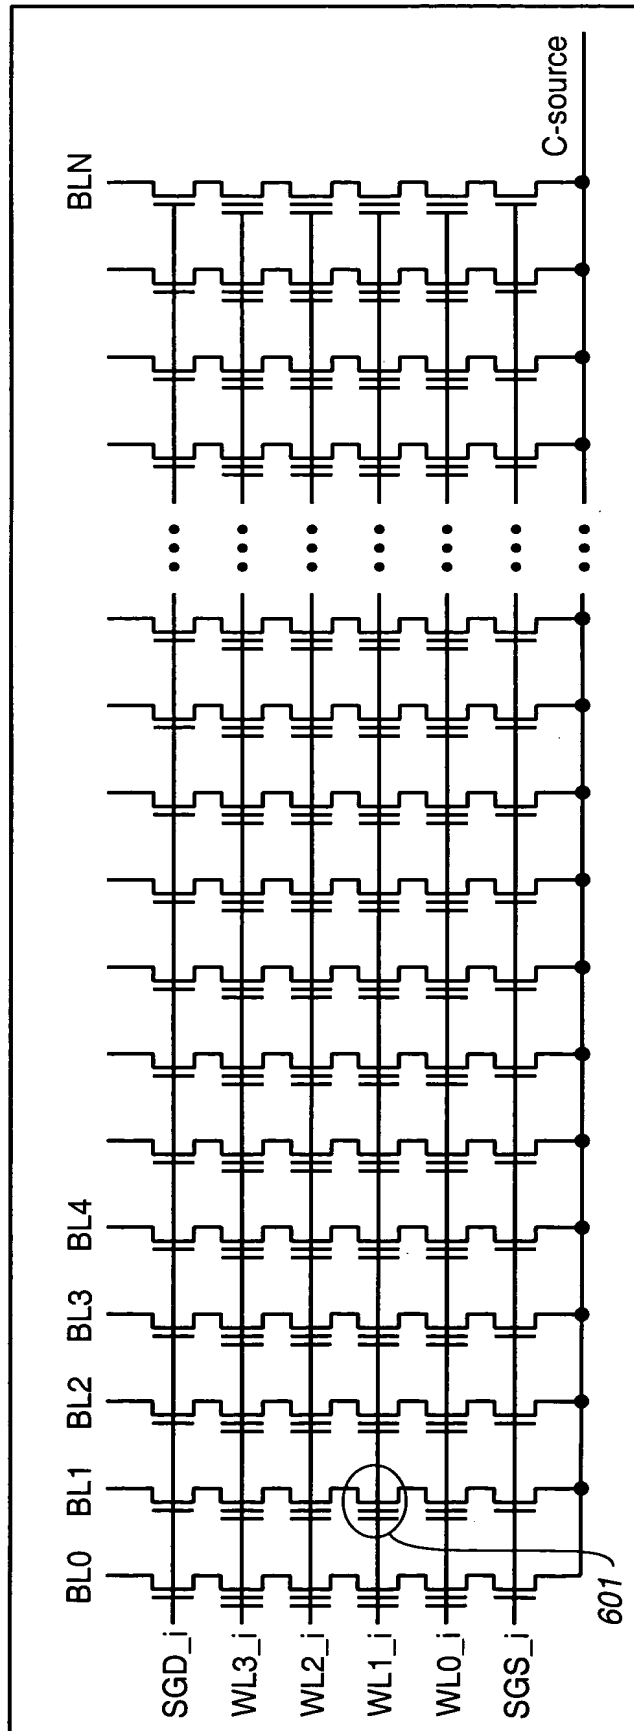 BL0
BL1
BL2
BL3
BL4
BLN
SGD_i
WL3_i
WL2_i
WL1_i
WL0_i
SGS_i
C-source
601